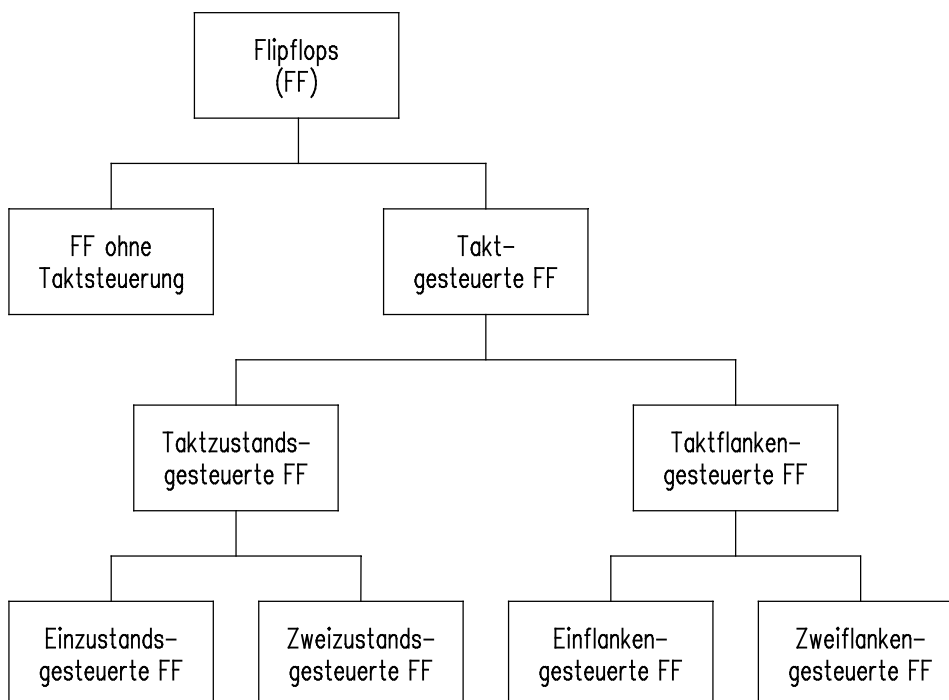 Flipflops
(FF)
FF ohne
Taktsteuerung
Takt-
gesteuerte FF
Taktzustands-
gesteuerte FF
Taktflanken-
gesteuerte FF
Einzustands-
gesteuerte FF
Zweizustands-
gesteuerte FF
Einflanken-
gesteuerte FF
Zweiflanken-
gesteuerte FF